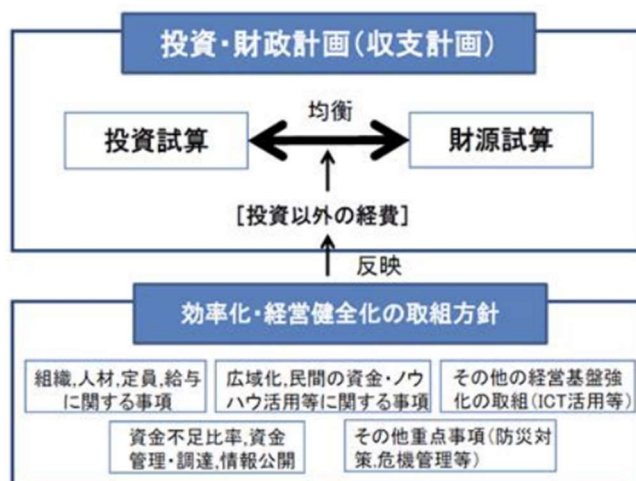 投資・財政計画(収支計画)
均衡
投資試算
財源試算
[投資以外の経費]
反映
効率化・経営健全化の取組方針
組織,人材,定員,給与
に関する事項
広域化,民間の資金・ノウ
ハウ活用等に関する事項
その他の経営基盤強
化の取組(ICT活用等)
資金不足比率,資金
管理・調達,情報公開
その他重点事項(防災対
策,危機管理等)